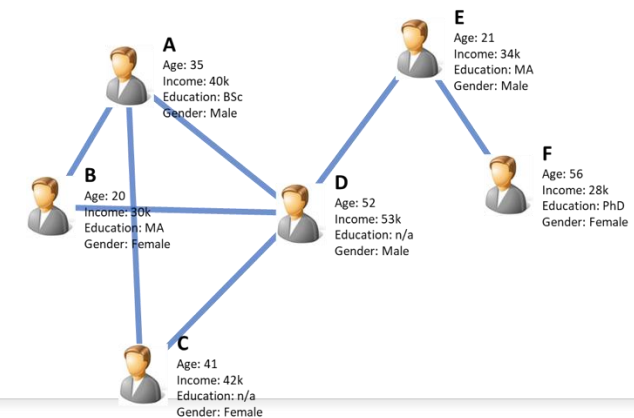 A
Age: 35
Income: 40k
Education: BSc
Gender: Male
B
Age: 20
Income: 30k
Education: MA
Gender: Female
C
Age: 41
Income: 42k
Education: n/a
Gender: Female
D
Age: 52
Income: 53k
Education: n/a
Gender: Male
E
Age: 21
Income: 34k
Education: MA
Gender: Male
F
Age: 56
Income: 28k
Education: PhD
Gender: Female